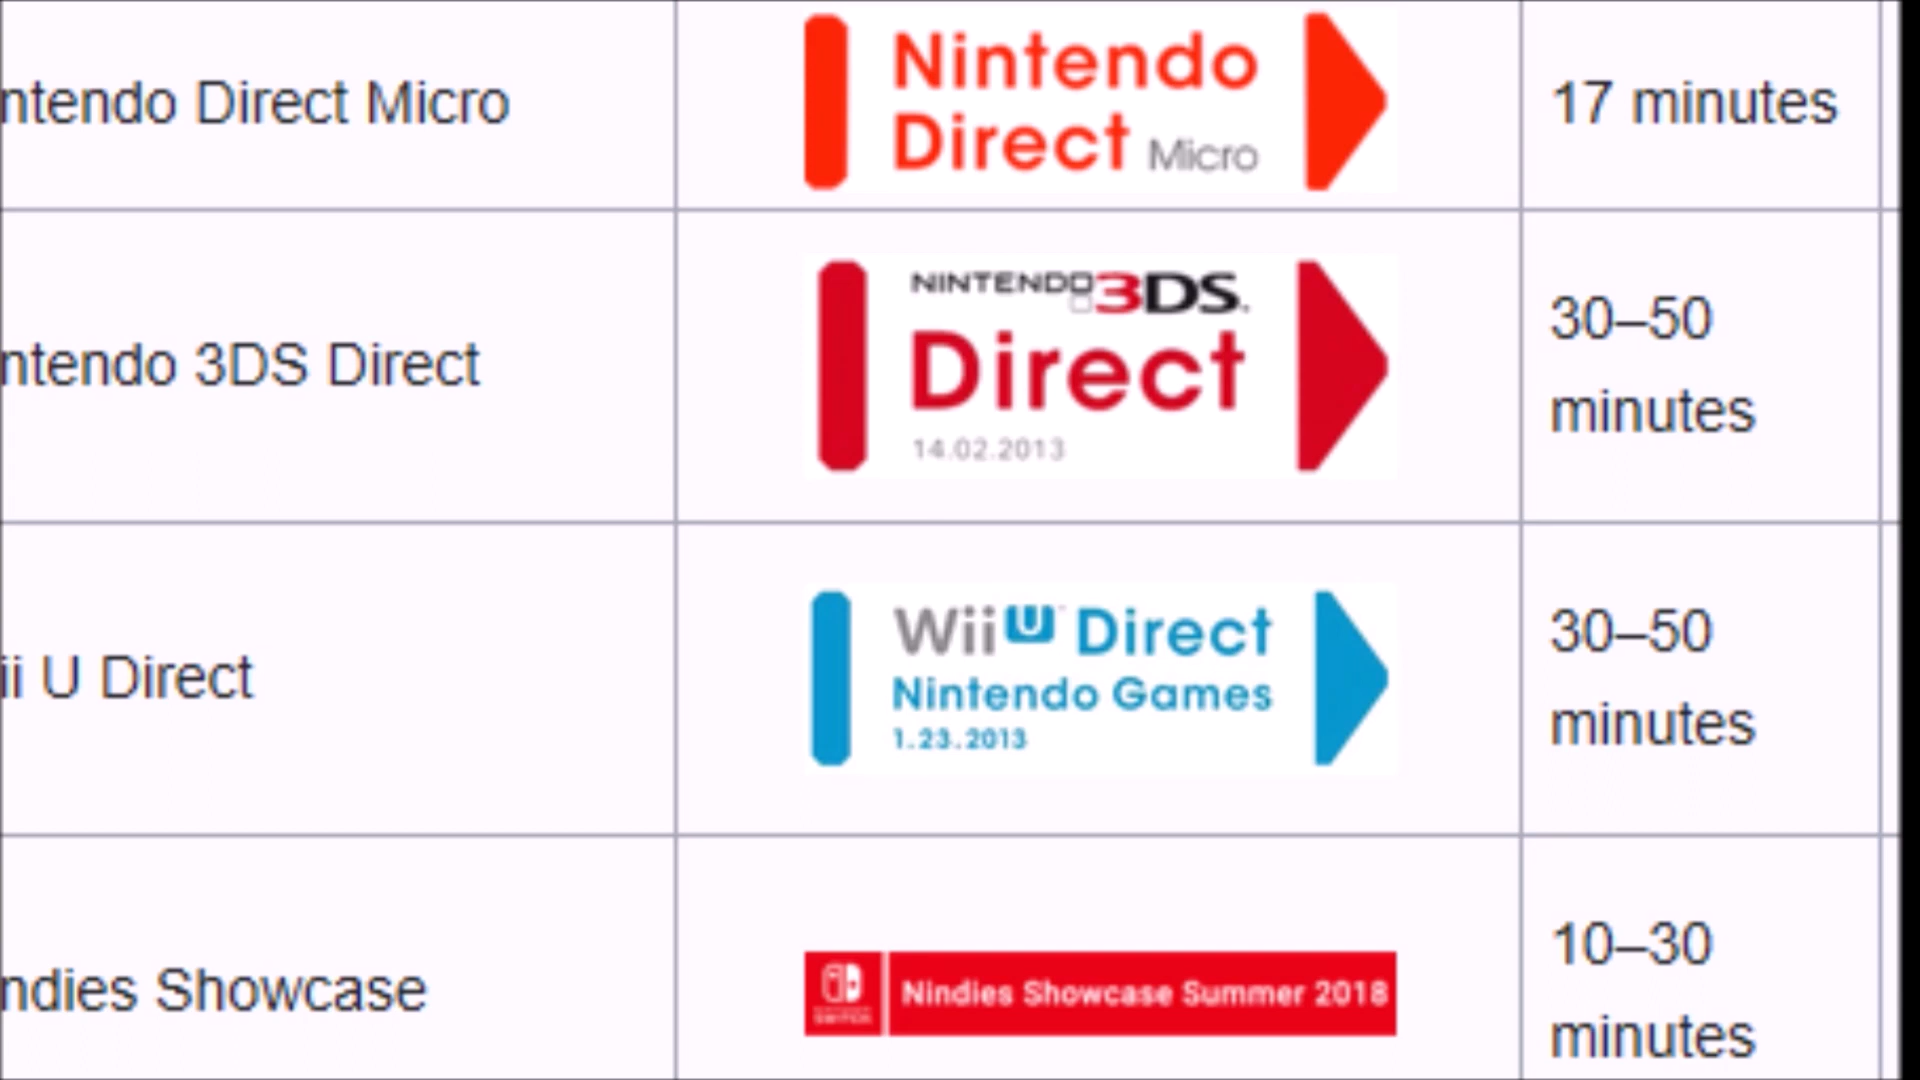 ntendo Direct Micro
Nintendo
Direct Micro
17 minutes
ntendo 3DS Direct
NINTENDO 3DS
Direct
14.02.2013
30–50
minutes
ii U Direct
Wii U Direct
Nintendo Games
1.23.2013
30–50
minutes
ndies Showcase
Nindies Showcase Summer 2018
10–30
minutes